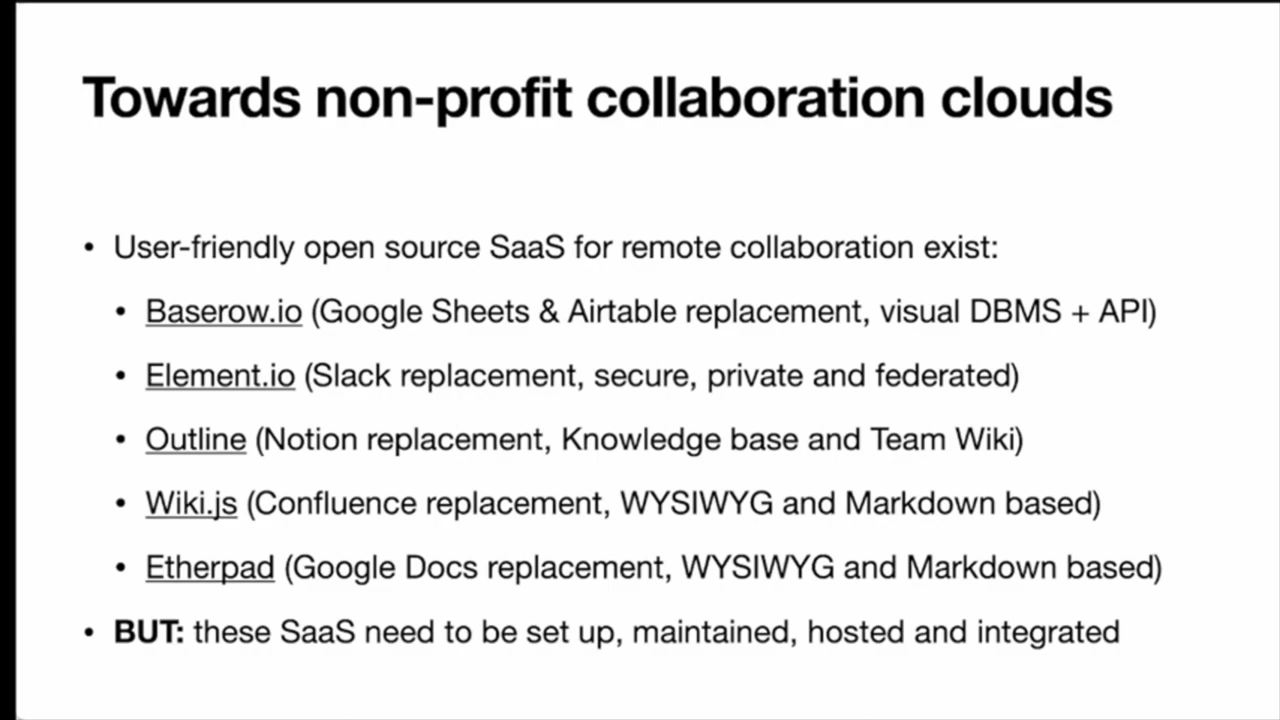 Towards non-profit collaboration clouds
• User-friendly open source SaaS for remote collaboration exist:
• Baserow.io (Google Sheets & Airtable replacement, visual DBMS + API)
• Element.io (Slack replacement, secure, private and federated)
• Outline (Notion replacement, Knowledge base and Team Wiki)
• Wiki.js (Confluence replacement, WYSIWYG and Markdown based)
• Etherpad (Google Docs replacement, WYSIWYG and Markdown based)
• BUT: these SaaS need to be set up, maintained, hosted and integrated